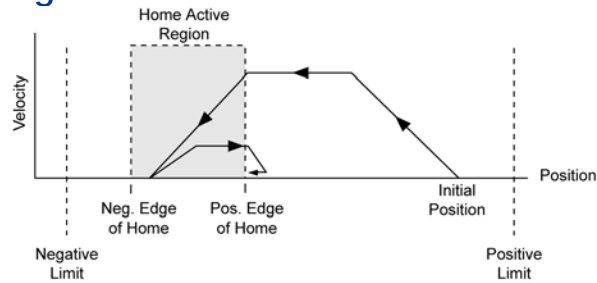 Home Active
Region
Velocity
Position
Neg. Edge
of Home
Pos. Edge
of Home
Initial
Position
Negative
Limit
Positive
Limit